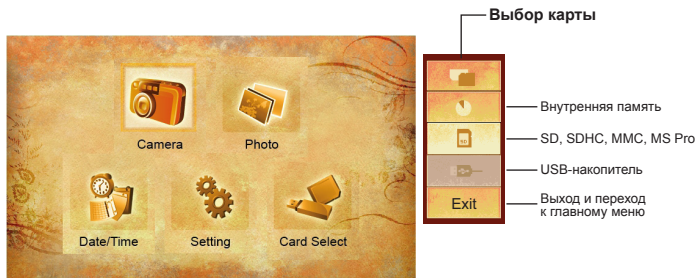 Выбор карты
Camera
Photo
Date/Time
Setting
Card Select
Внутренняя память
SD
SD, SDHC, MMC, MS Pro
USB-накопитель
Exit
Выход и переход
к главному меню